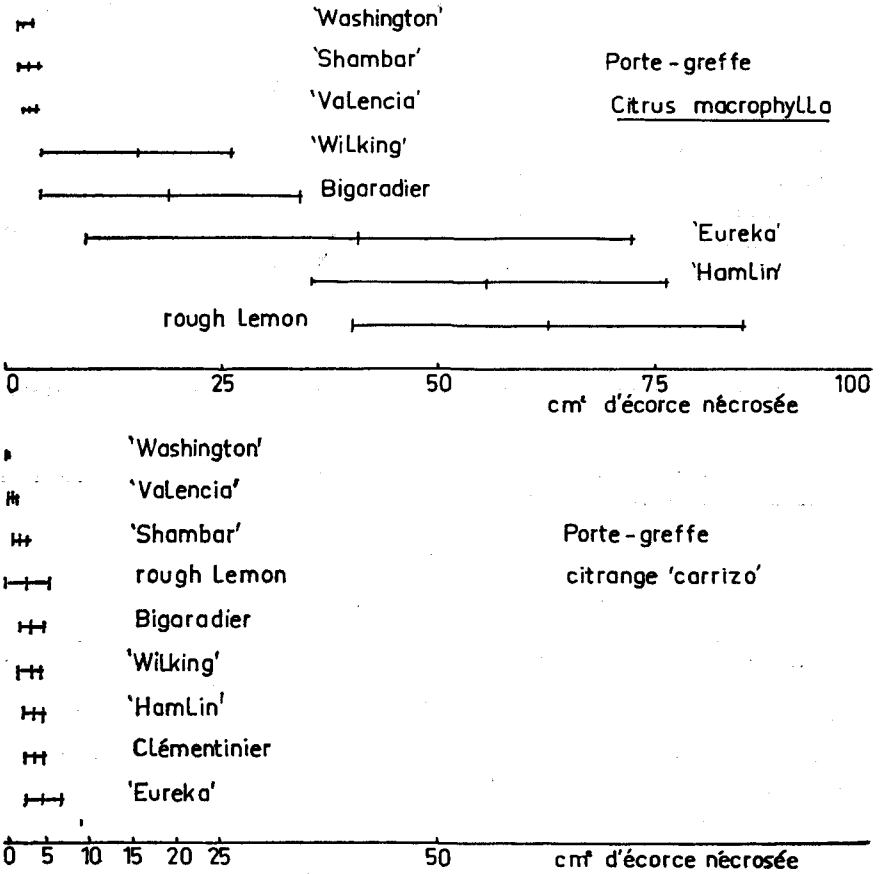 'Washington'
'Shambar'
Porte-greffe
'Valencia'
Citrus macrophylla
'Wilking'
Bigaradier
'Eureka'
'Hamlin'
rough Lemon
0 25 50 75 100
cm² d'écorce nécrosée
'Washington'
'Valencia'
'Shambar'
Porte-greffe
rough Lemon
citrange 'carrizo'
Bigaradier
'Wilking'
'Hamlin'
Clémentinier
'Eureka'
0 5 10 15 20 25 50
cm² d'écorce nécrosée